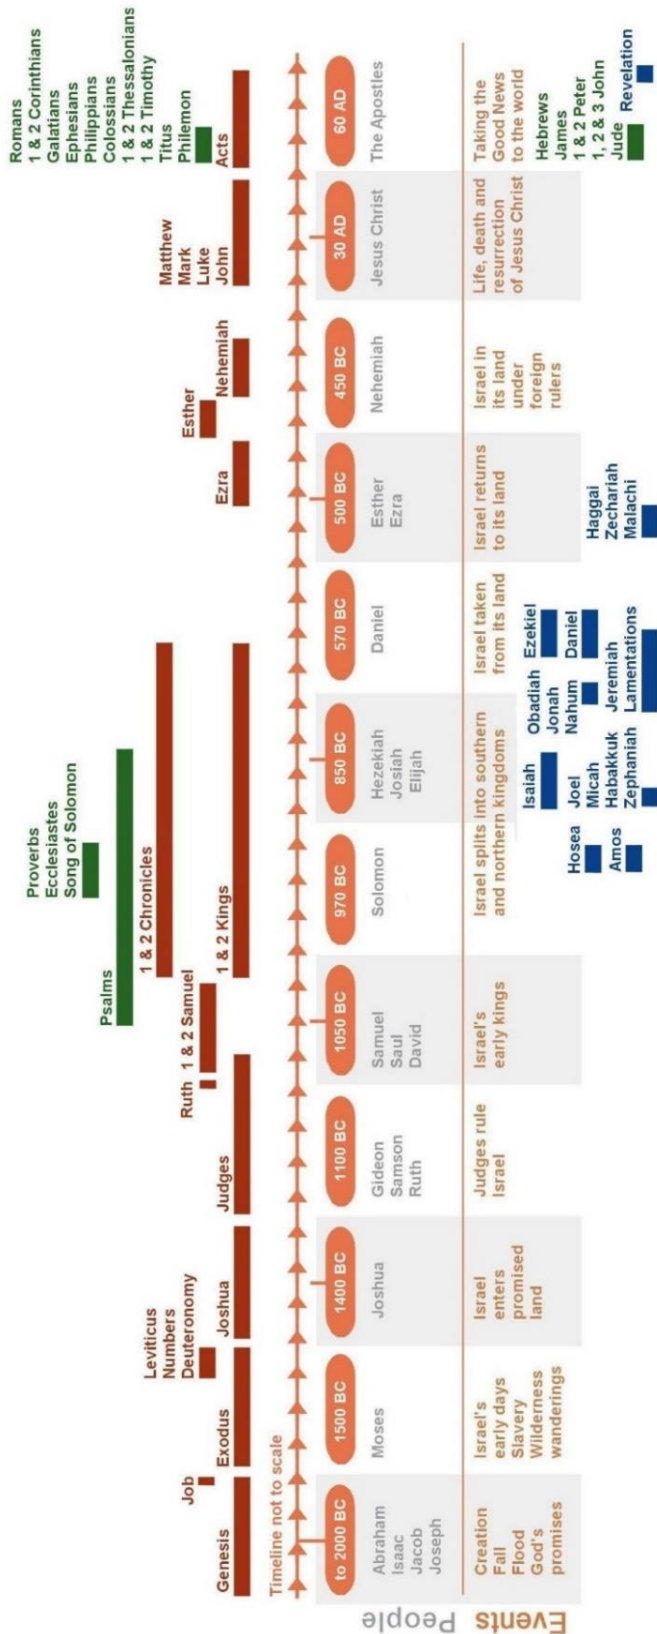 Romans
1 & 2 Corinthians
Galatians
Ephesians
Philippians
Colossians
1 & 2 Thessalonians
1 & 2 Timothy
Titus
Philemon
Proverbs
Ecclesiastes
Song of Solomon
Psalms
1 & 2 Chronicles
Matthew
Mark
Luke
John
Leviticus
Numbers
Deuteronomy
Job
Ruth
1 & 2 Samuel
Esther
Genesis
Exodus
Joshua
Judges
1 & 2 Kings
Ezra
Nehemiah
Acts
Timeline not to scale
to 2000 BC
1500 BC
1400 BC
1100 BC
1050 BC
970 BC
850 BC
570 BC
500 BC
450 BC
30 AD
60 AD
People
Abraham
Isaac
Jacob
Joseph
Moses
Joshua
Gideon
Samson
Ruth
Samuel
Saul
David
Solomon
Hezekiah
Josiah
Elijah
Daniel
Esther
Ezra
Nehemiah
Jesus Christ
The Apostles
Events
Creation
Fall
Flood
God's
promises
Israel's
early days
Slavery
Wilderness
wanderings
Israel
enters
promised
land
Judges rule
Israel
Israel's
early kings
Israel splits into southern
and northern kingdoms
Israel taken
from its land
Israel returns
to its land
Israel in
its land
under
foreign
rulers
Life, death and
resurrection
of Jesus Christ
Taking the
Good News
to the world
Hosea
Amos
Isaiah
Joel
Micah
Habakkuk
Zephaniah
Obadiah
Jonah
Nahum
Jeremiah
Lamentations
Ezekiel
Daniel
Haggai
Zechariah
Malachi
Hebrews
James
1 & 2 Peter
1, 2 & 3 John
Jude
Revelation